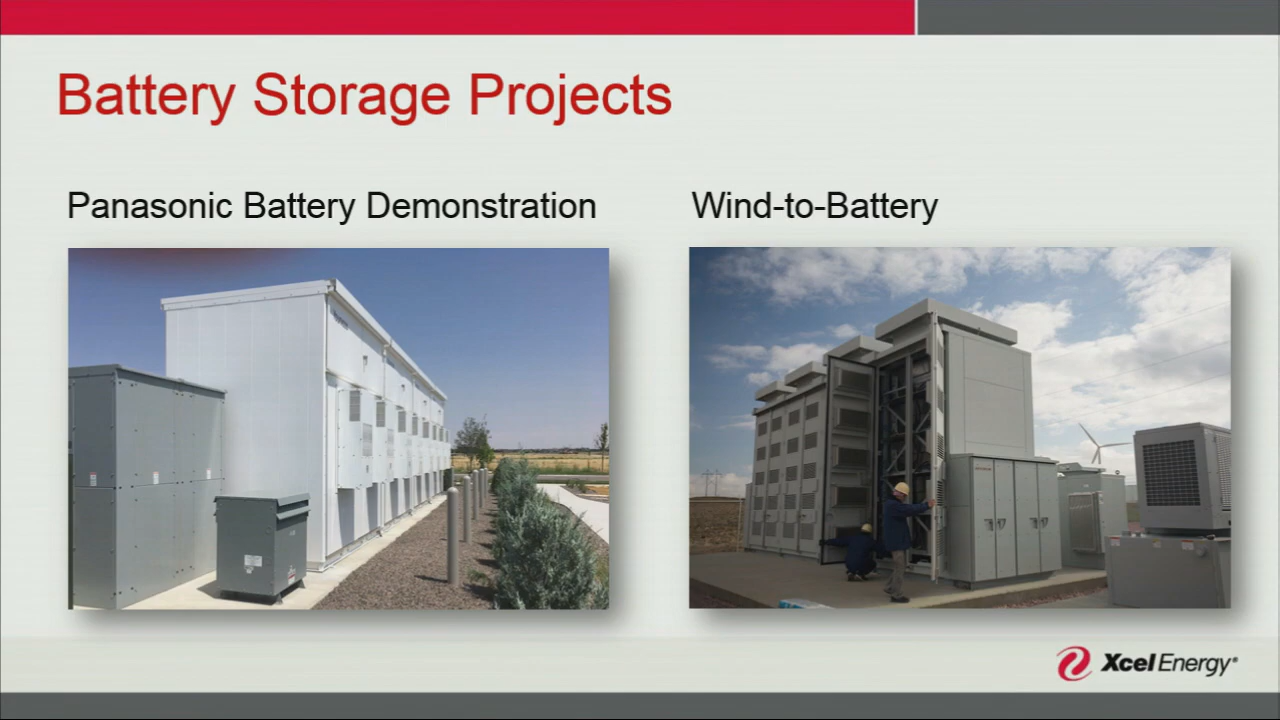 Battery Storage Projects
Panasonic Battery Demonstration
Wind-to-Battery
Xcel Energy®